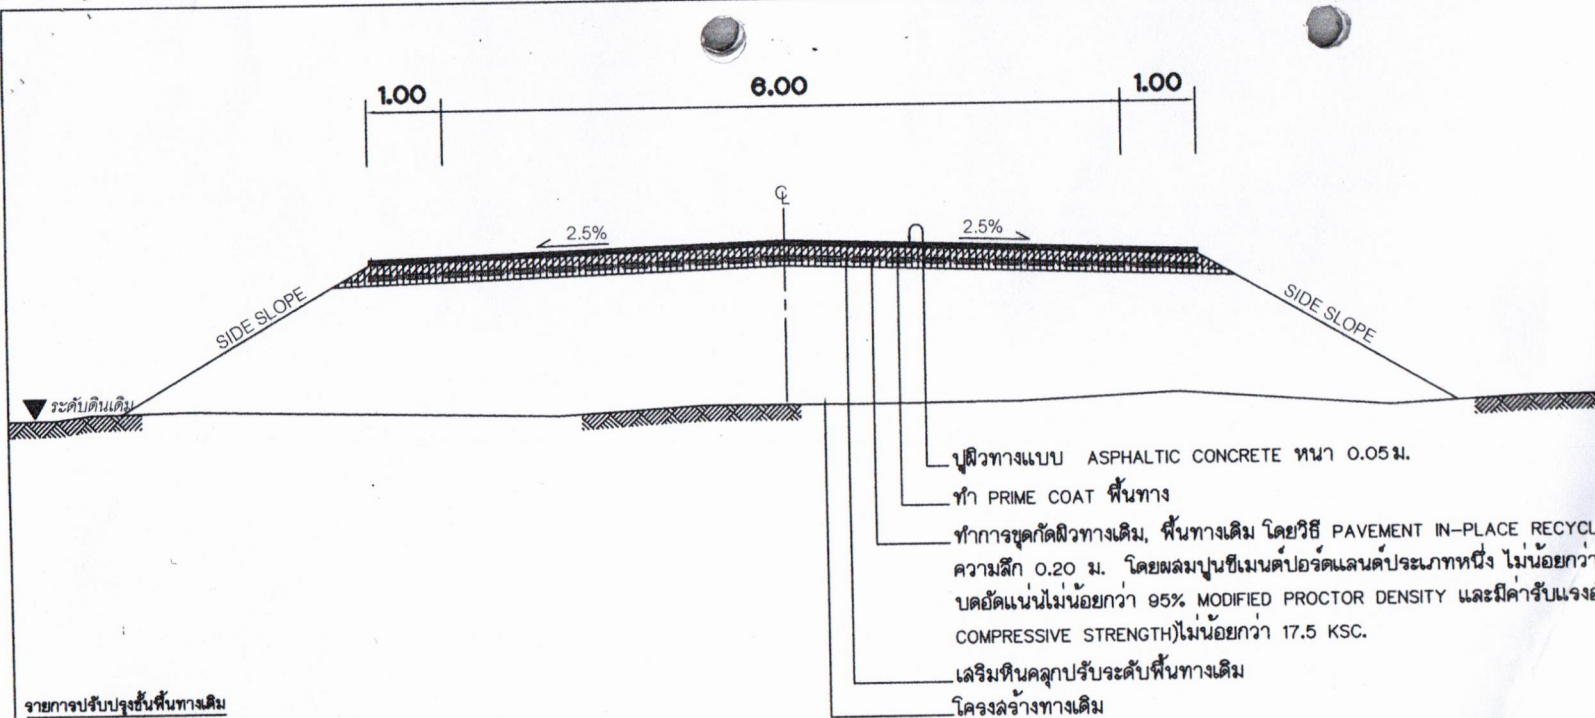 1.00 6.00 1.00
℄
2.5% 2.5%
SIDE SLOPE SIDE SLOPE
ระดับดินเดิม
ปูผิวทางแบบ ASPHALTIC CONCRETE หนา 0.05 ม.
ทำ PRIME COAT พื้นทาง
ทำการขุดกัดผิวทางเดิม, พื้นทางเดิม โดยวิธี PAVEMENT IN-PLACE RECYCL
ความลึก 0.20 ม. โดยผสมปูนซีเมนต์ปอร์ตแลนด์ประเภทหนึ่ง ไม่น้อยกว่า
บดอัดแน่นไม่น้อยกว่า 95% MODIFIED PROCTOR DENSITY และมีค่ารับแรง
COMPRESSIVE STRENGTH)ไม่น้อยกว่า 17.5 KSC.
เสริมหินคลุกปรับระดับพื้นทางเดิม
โครงสร้างทางเดิม
รายการปรับปรุงชั้นพื้นทางเดิม